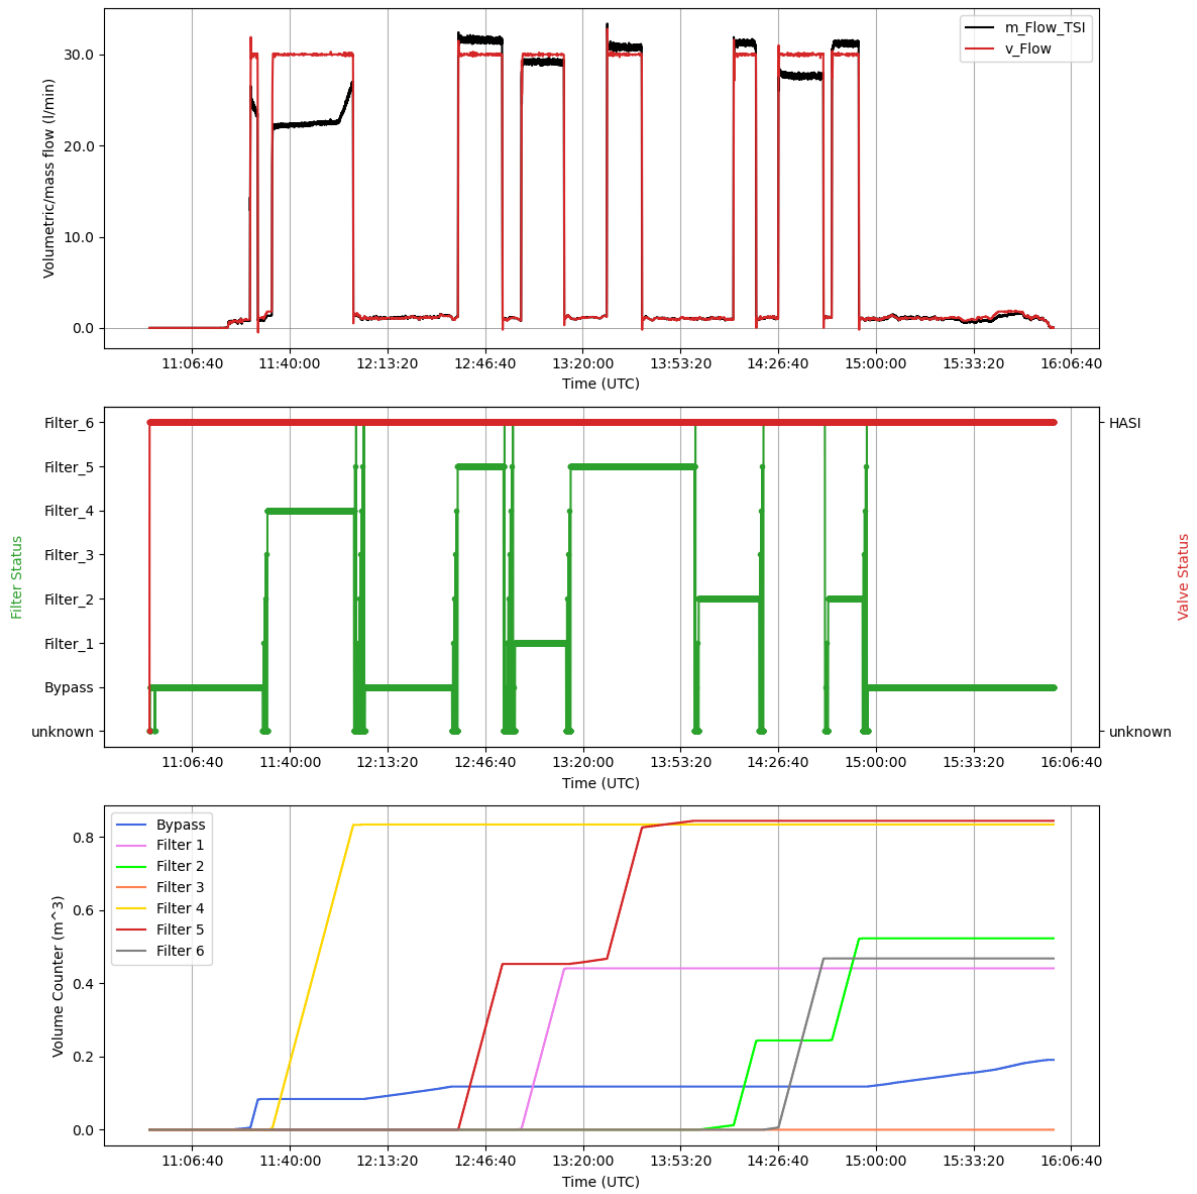 m_Flow_TSI
v_Flow
Volumetric/mass flow (l/min)
30.0
20.0
10.0
0.0
11:06:40 11:40:00 12:13:20 12:46:40 13:20:00 13:53:20 14:26:40 15:00:00 15:33:20 16:06:40
Time (UTC)
Filter Status
Filter_6
Filter_5
Filter_4
Filter_3
Filter_2
Filter_1
Bypass
unknown
HASI
unknown
Valve Status
11:06:40 11:40:00 12:13:20 12:46:40 13:20:00 13:53:20 14:26:40 15:00:00 15:33:20 16:06:40
Time (UTC)
Bypass
Filter 1
Filter 2
Filter 3
Filter 4
Filter 5
Filter 6
Volume Counter (m^3)
0.8
0.6
0.4
0.2
0.0
11:06:40 11:40:00 12:13:20 12:46:40 13:20:00 13:53:20 14:26:40 15:00:00 15:33:20 16:06:40
Time (UTC)